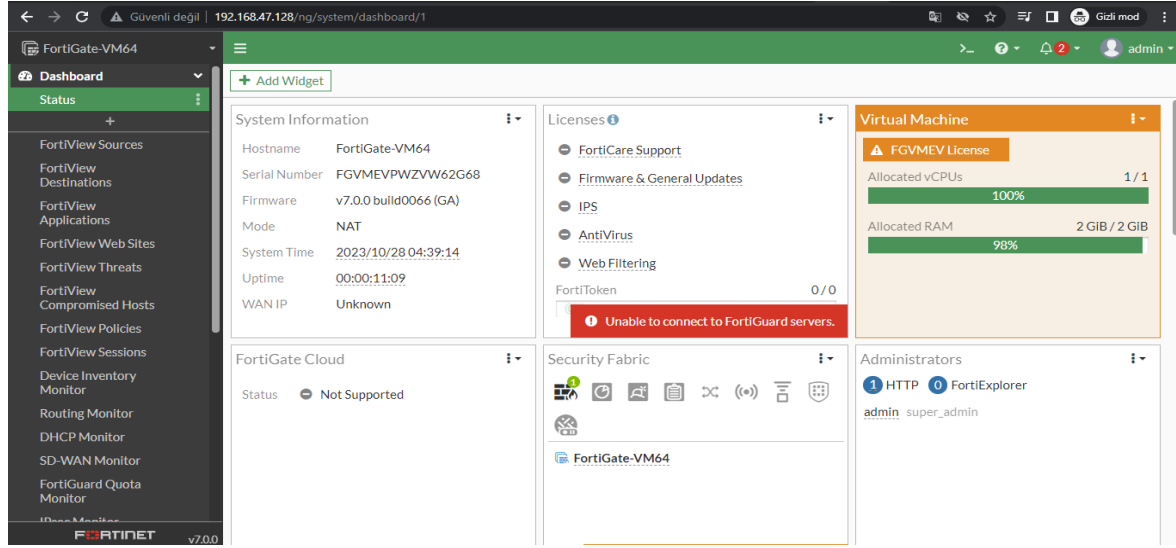 Güvenli değil | 192.168.47.128/ng/system/dashboard/1
Gizli mod
FortiGate-VM64
>_
2
admin
Dashboard
Status
+
FortiView Sources
FortiView
Destinations
FortiView
Applications
FortiView Web Sites
FortiView Threats
FortiView
Compromised Hosts
FortiView Policies
FortiView Sessions
Device Inventory
Monitor
Routing Monitor
DHCP Monitor
SD-WAN Monitor
FortiGuard Quota
Monitor
IPsec Monitor
FORTINET v7.0.0
+ Add Widget
System Information
Hostname FortiGate-VM64
Serial Number FGVMEVPWZVW62G68
Firmware v7.0.0 build0066 (GA)
Mode NAT
System Time 2023/10/28 04:39:14
Uptime 00:00:11:09
WAN IP Unknown
Licenses
FortiCare Support
Firmware & General Updates
IPS
AntiVirus
Web Filtering
FortiToken 0/0
Unable to connect to FortiGuard servers.
Virtual Machine
FGVMEV License
Allocated vCPUs 1/1
100%
Allocated RAM 2 GiB / 2 GiB
98%
FortiGate Cloud
Status Not Supported
Security Fabric
1
FortiGate-VM64
Administrators
1 HTTP 0 FortiExplorer
admin super_admin